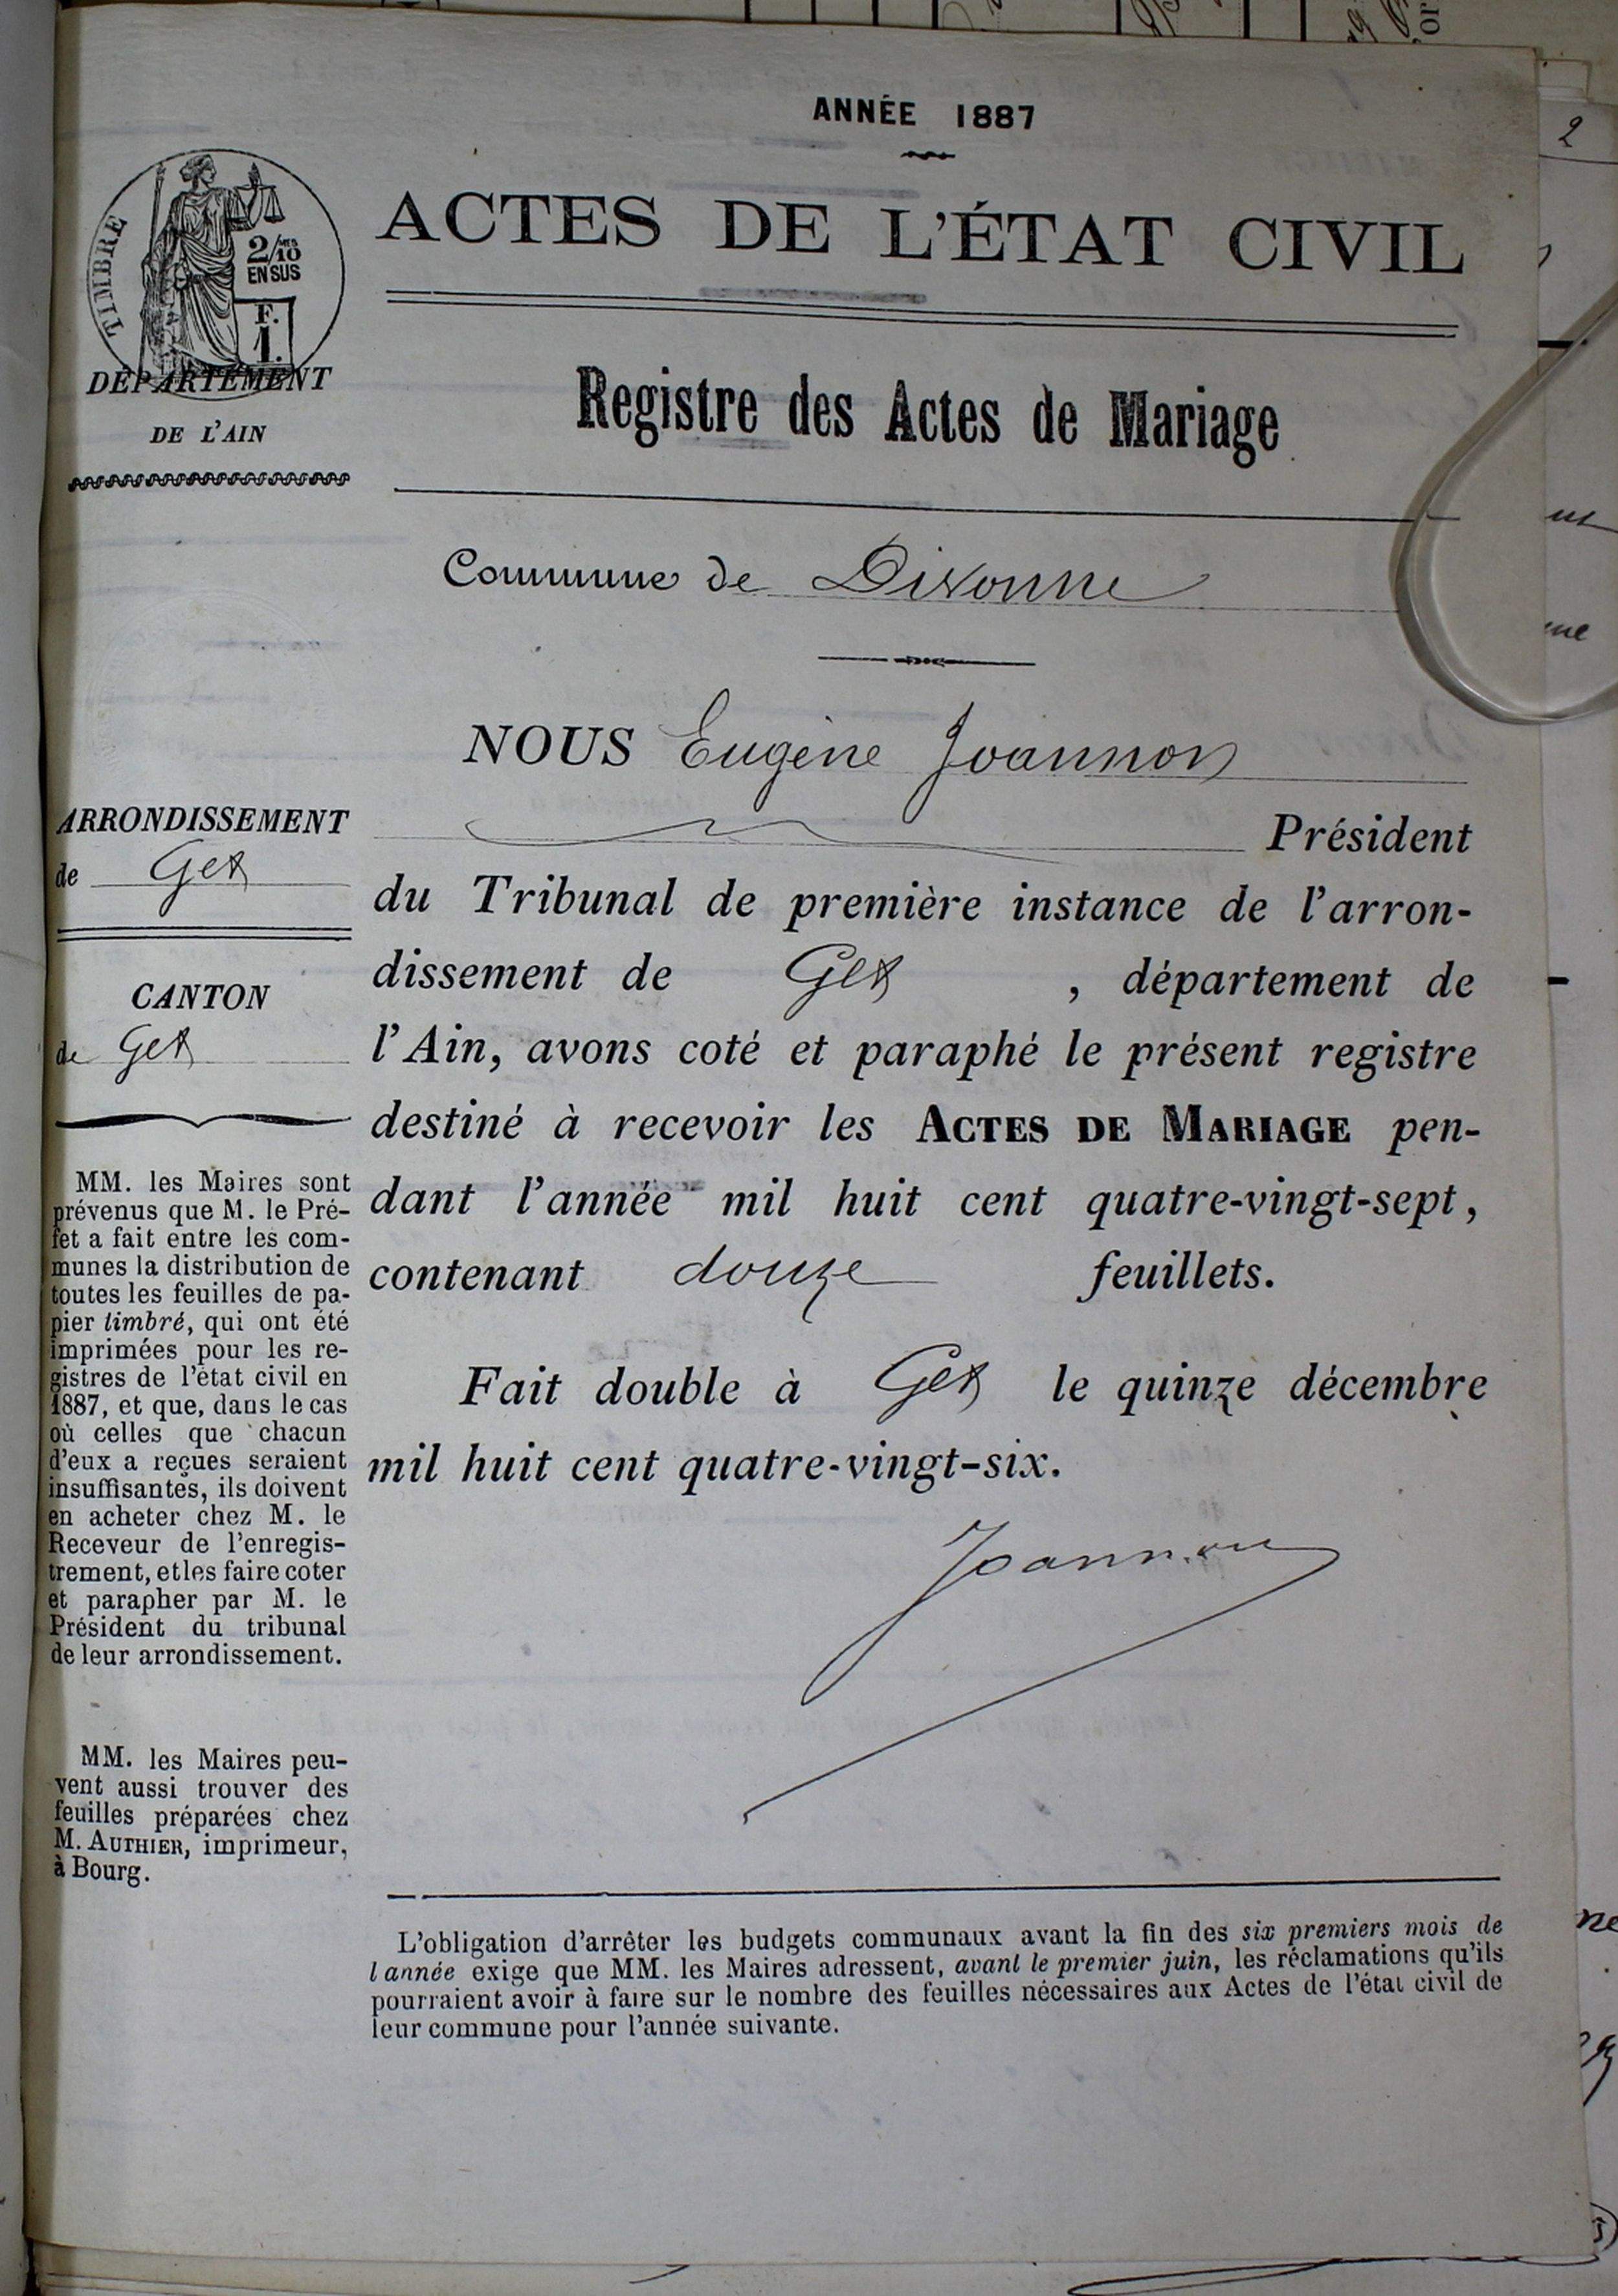 ANNÉE 1887
ACTES DE L'ÉTAT CIVIL
TIMBRE
2/10
EN SUS
F.
1.
DÉPARTEMENT
DE L'AIN
Registre des Actes de Mariage
Commune de Divonne
NOUS Eugène Joannon
Président
du Tribunal de première instance de l'arron-
dissement de Gex, département de
l'Ain, avons coté et paraphé le présent registre
destiné à recevoir les ACTES DE MARIAGE pen-
dant l'année mil huit cent quatre-vingt-sept,
contenant douze feuillets.
Fait double à Gex le quinze décembre
mil huit cent quatre-vingt-six.
Joannon
ARRONDISSEMENT
de Gex
CANTON
de Gex
MM. les Maires sont
prévenus que M. le Pré-
fet a fait entre les com-
munes la distribution de
toutes les feuilles de pa-
pier timbré, qui ont été
imprimées pour les re-
gistres de l'état civil en
1887, et que, dans le cas
où celles que chacun
d'eux a reçues seraient
insuffisantes, ils doivent
en acheter chez M. le
Receveur de l'enregis-
trement, et les faire coter
et parapher par M. le
Président du tribunal
de leur arrondissement.
MM. les Maires peu-
vent aussi trouver des
feuilles préparées chez
M. AUTHIER, imprimeur,
à Bourg.
L'obligation d'arrêter les budgets communaux avant la fin des six premiers mois de
l'année exige que MM. les Maires adressent, avant le premier juin, les réclamations qu'ils
pourraient avoir à faire sur le nombre des feuilles nécessaires aux Actes de l'état civil de
leur commune pour l'année suivante.
2